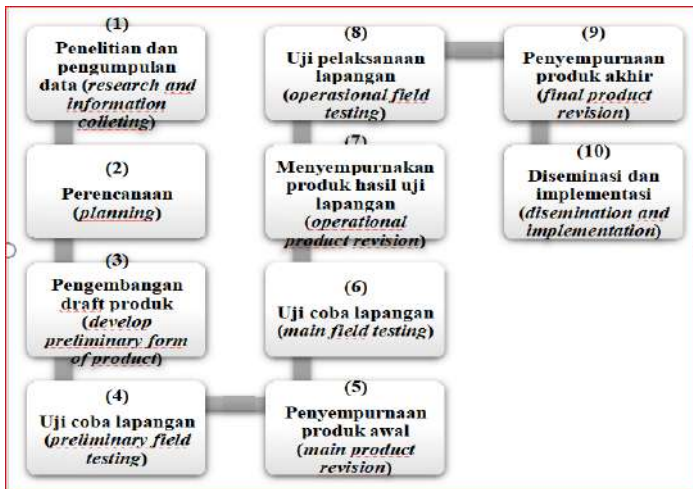 (1)
Penelitian dan
pengumpulan
data (research and
information
colleting)
(2)
Perencanaan
(planning)
(3)
Pengembangan
draft produk
(develop
preliminary form
of product)
(4)
Uji coba lapangan
(preliminary field
testing)
(5)
Penyempurnaan
produk awal
(main product
revision)
(6)
Uji coba lapangan
(main field testing)
(7)
Menyempurnakan
produk hasil uji
lapangan
(operational
product revision)
(8)
Uji pelaksanaan
lapangan
(operasional field
testing)
(9)
Penyempurnaan
produk akhir
(final product
revision)
(10)
Diseminasi dan
implementasi
(disemination and
implementation)